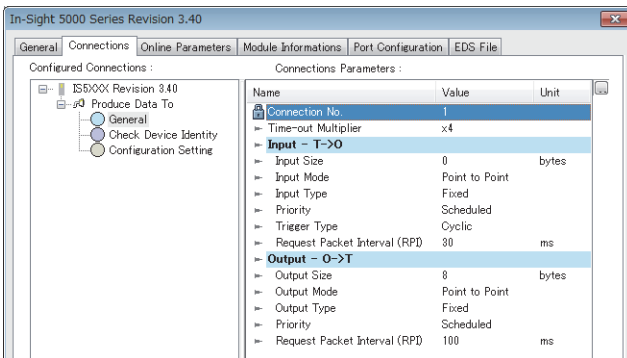 In-Sight 5000 Series Revision 3.40
General Connections Online Parameters Module Informations Port Configuration EDS File
Configured Connections : Connections Parameters :
IS5XXX Revision 3.40
Produce Data To
General
Check Device Identity
Configuration Setting
Name Value Unit
Connection No. 1
Time-out Multiplier x4
Input - T->O
Input Size 0 bytes
Input Mode Point to Point
Input Type Fixed
Priority Scheduled
Trigger Type Cyclic
Request Packet Interval (RPI) 30 ms
Output - O->T
Output Size 8 bytes
Output Mode Point to Point
Output Type Fixed
Priority Scheduled
Request Packet Interval (RPI) 100 ms